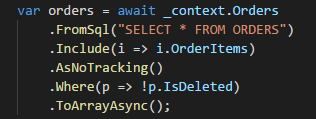 var orders = await _context.Orders
.FromSql("SELECT * FROM ORDERS")
.Include(i => i.OrderItems)
.AsNoTracking()
.Where(p => !p.IsDeleted)
.ToArrayAsync();